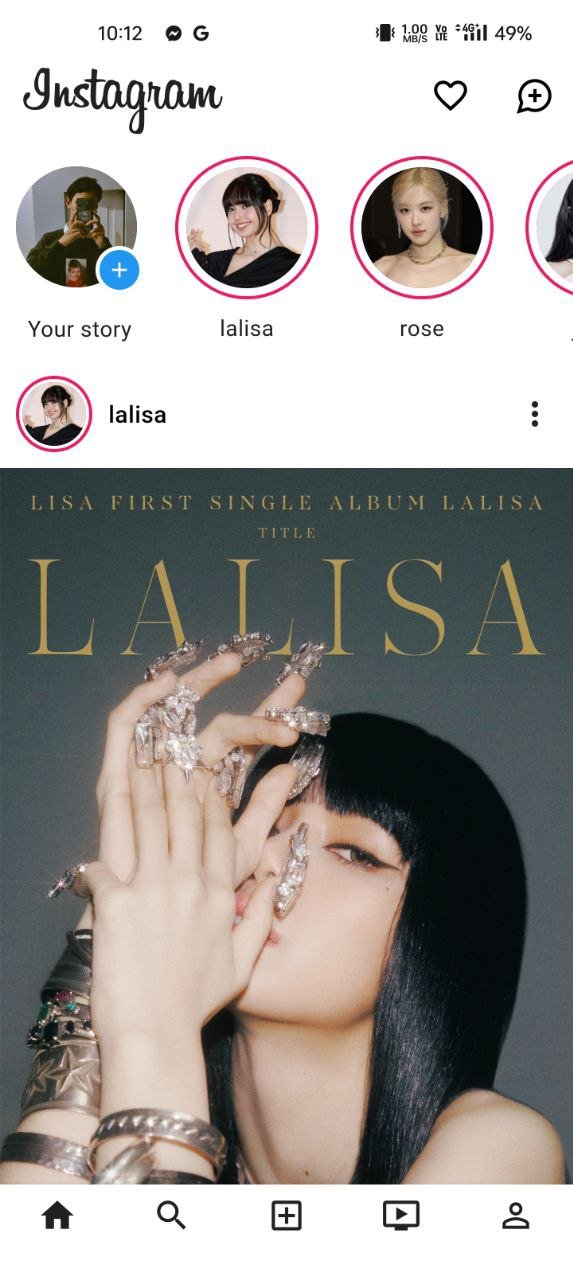 10:12 1.00 MB/S Vo LTE 4G+ 49%
Instagram
Your story lalisa rose
lalisa
LISA FIRST SINGLE ALBUM LALISA
TITLE
LALISA